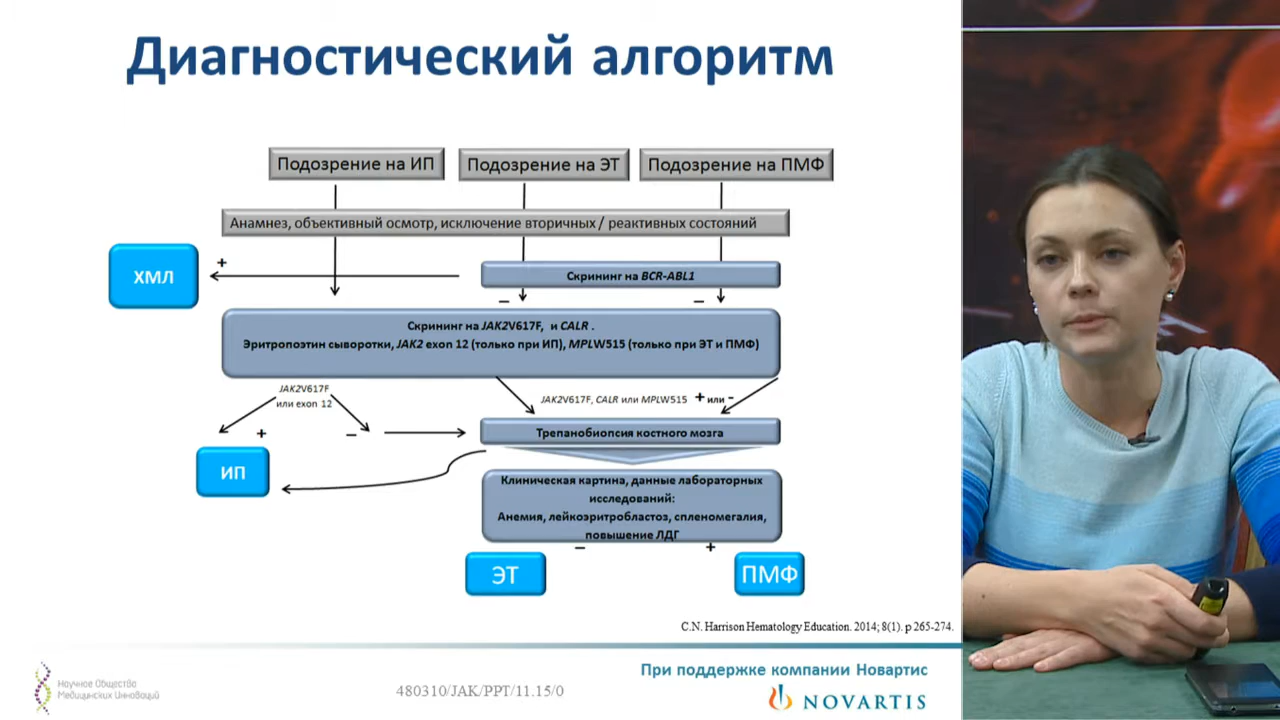 Диагностический алгоритм
Подозрение на ИП
Подозрение на ЭТ
Подозрение на ПМФ
Анамнез, объективный осмотр, исключение вторичных / реактивных состояний
ХМЛ
+
Скрининг на BCR-ABL1
–
–
Скрининг на JAK2V617F, и CALR .
Эритропоэтин сыворотки, JAK2 exon 12 (только при ИП), MPLW515 (только при ЭТ и ПМФ)
JAK2V617F
или exon 12
JAK2V617F, CALR или MPLW515 + или -
+
–
Трепанобиопсия костного мозга
ИП
Клиническая картина, данные лабораторных
исследований:
Анемия, лейкоэритробластоз, спленомегалия,
повышение ЛДГ
–
+
ЭТ
ПМФ
C.N. Harrison Hematology Education. 2014; 8(1). p 265-274.
Научное Общество
Медицинских Инноваций
480310/JAK/PPT/11.15/0
При поддержке компании Новартис
NOVARTIS